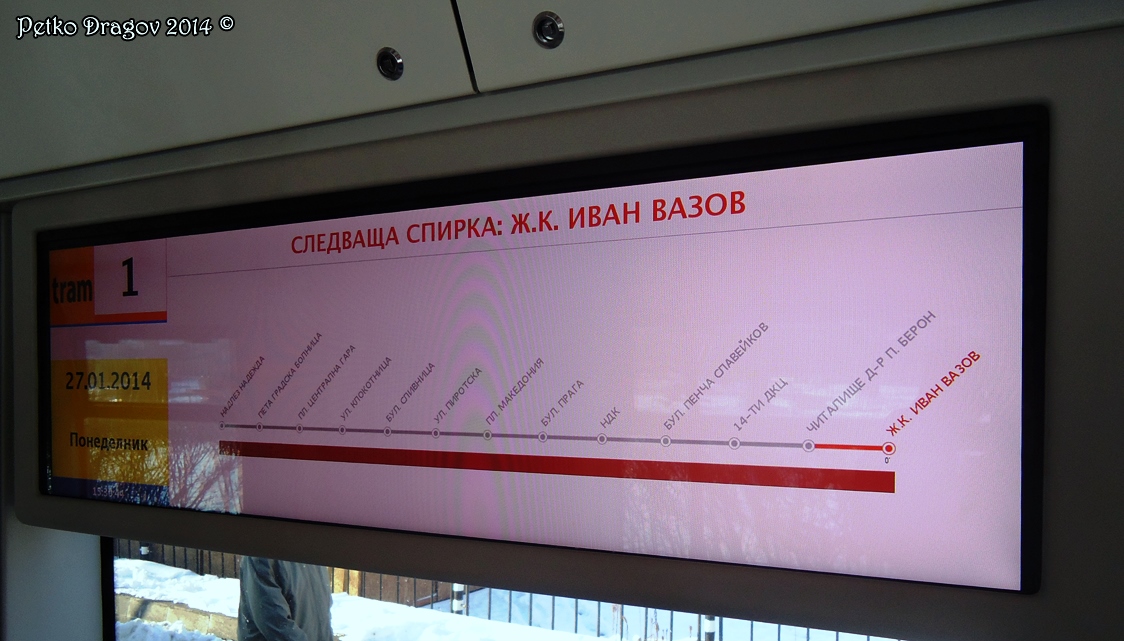 Petko Dragov 2014 ©
СЛЕДВАЩА СПИРКА: Ж.К. ИВАН ВАЗОВ
tram 1
27.01.2014
Понеделник
НАДЛЕЗ НАДЕЖДА
ПЕТА ГРАДСКА БОЛНИЦА
ПЛ. ЦЕНТРАЛНА ГАРА
УЛ. КЛОКОТНИЦА
БУЛ. СЛИВНИЦА
УЛ. ПИРОТСКА
ПЛ. МАКЕДОНИЯ
БУЛ. ПРАГА
НДК
БУЛ. ПЕНЧА СЛАВЕЙКОВ
14-ТИ ДКЦ
ЧИТАЛИЩЕ Д-Р П. БЕРОН
Ж.К. ИВАН ВАЗОВ
0'